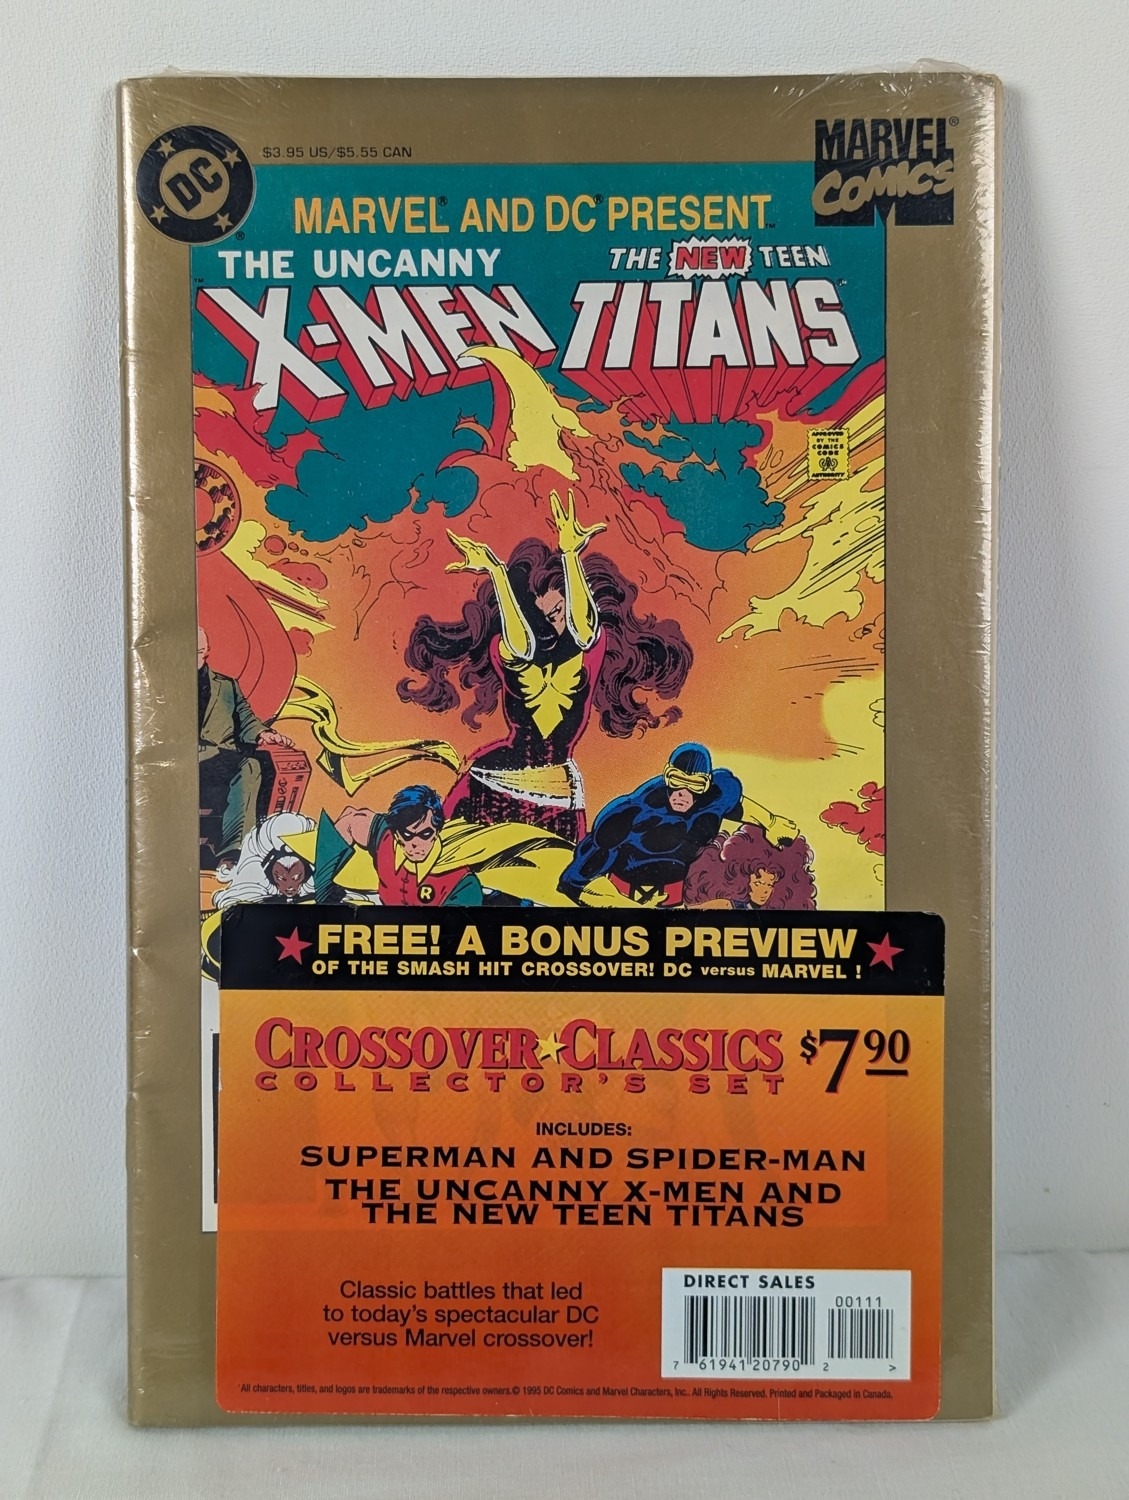 DC
®
$3.95 US/$5.55 CAN
MARVEL®
COMICS
MARVEL® AND DC® PRESENT™
THE UNCANNY
X-MEN™
THE NEW TEEN
TITANS™
APPROVED
BY THE
COMICS
CODE
AUTHORITY
R
X
FREE! A BONUS PREVIEW
OF THE SMASH HIT CROSSOVER! DC versus MARVEL !
CROSSOVER CLASSICS
COLLECTOR'S SET
$7.90
INCLUDES:
SUPERMAN AND SPIDER-MAN
THE UNCANNY X-MEN AND
THE NEW TEEN TITANS
Classic battles that led
to today's spectacular DC
versus Marvel crossover!
DIRECT SALES
00111
7 61941 20790 2 >
All characters, titles, and logos are trademarks of the respective owners.© 1995 DC Comics and Marvel Characters, Inc.. All Rights Reserved. Printed and Packaged in Canada.